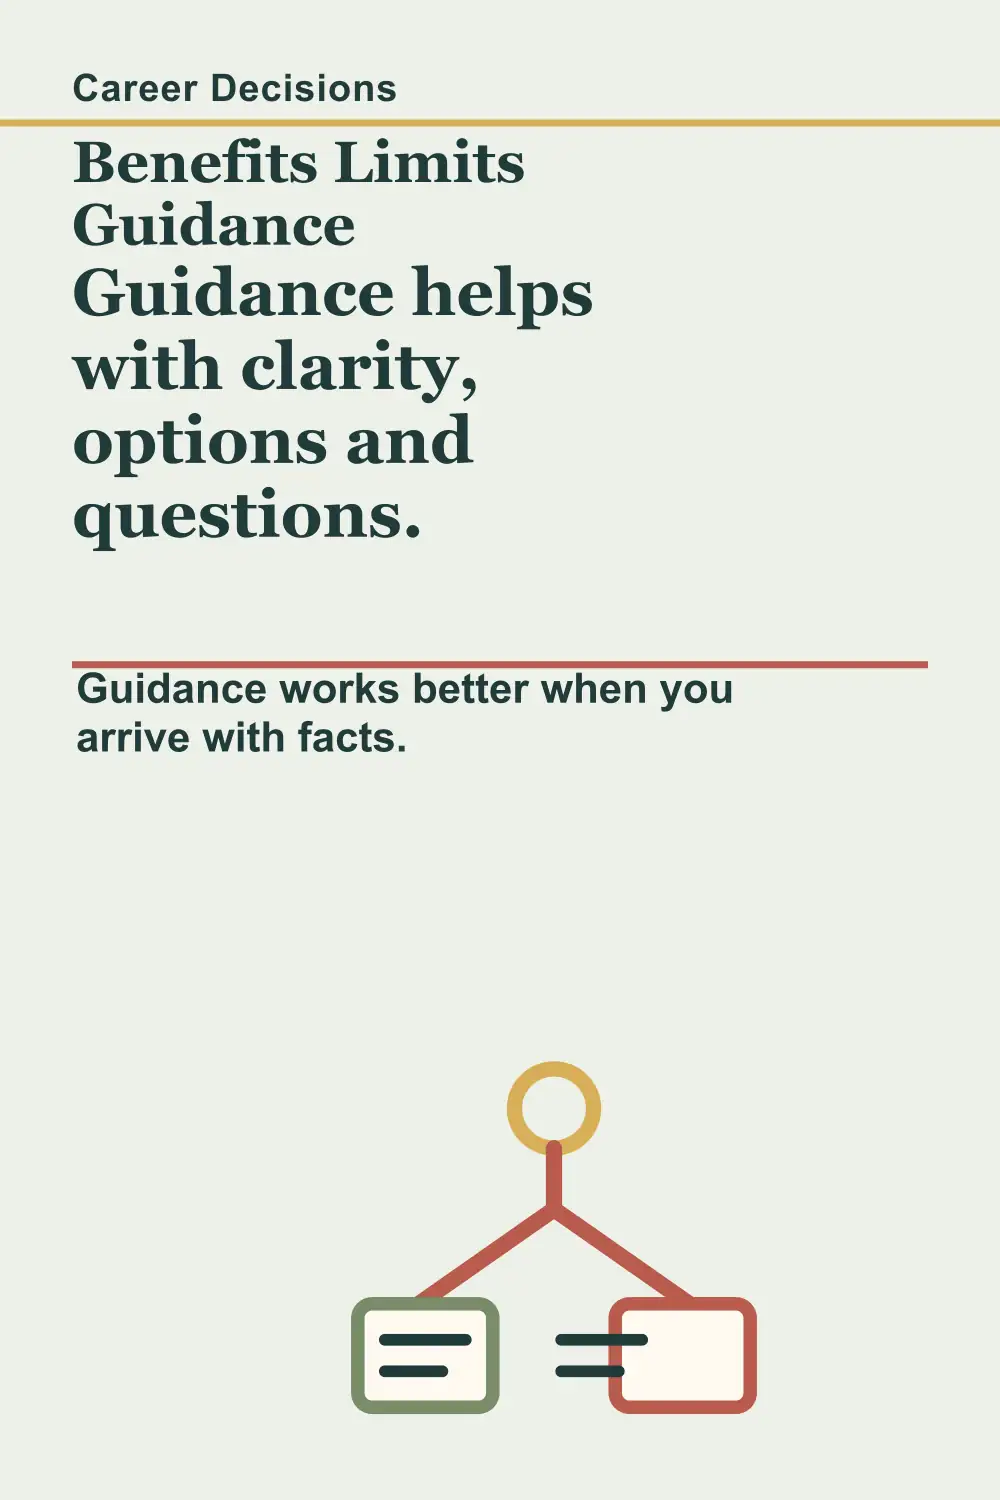 Career Decisions
Benefits Limits
Guidance
Guidance helps
with clarity,
options and
questions.
Guidance works better when you
arrive with facts.